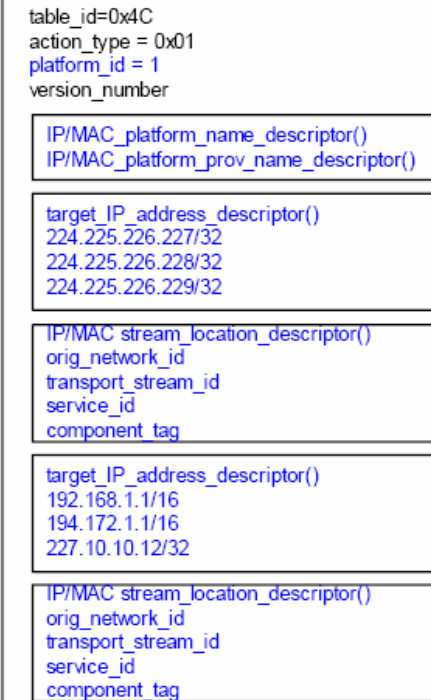 table_id=0x4C
action_type = 0x01
platform_id = 1
version_number
IP/MAC_platform_name_descriptor()
IP/MAC_platform_prov_name_descriptor()
target_IP_address_descriptor()
224.225.226.227/32
224.225.226.228/32
224.225.226.229/32
IP/MAC stream_location_descriptor()
orig_network_id
transport_stream_id
service_id
component_tag
target_IP_address_descriptor()
192.168.1.1/16
194.172.1.1/16
227.10.10.12/32
IP/MAC stream_location_descriptor()
orig_network_id
transport_stream_id
service_id
component_tag